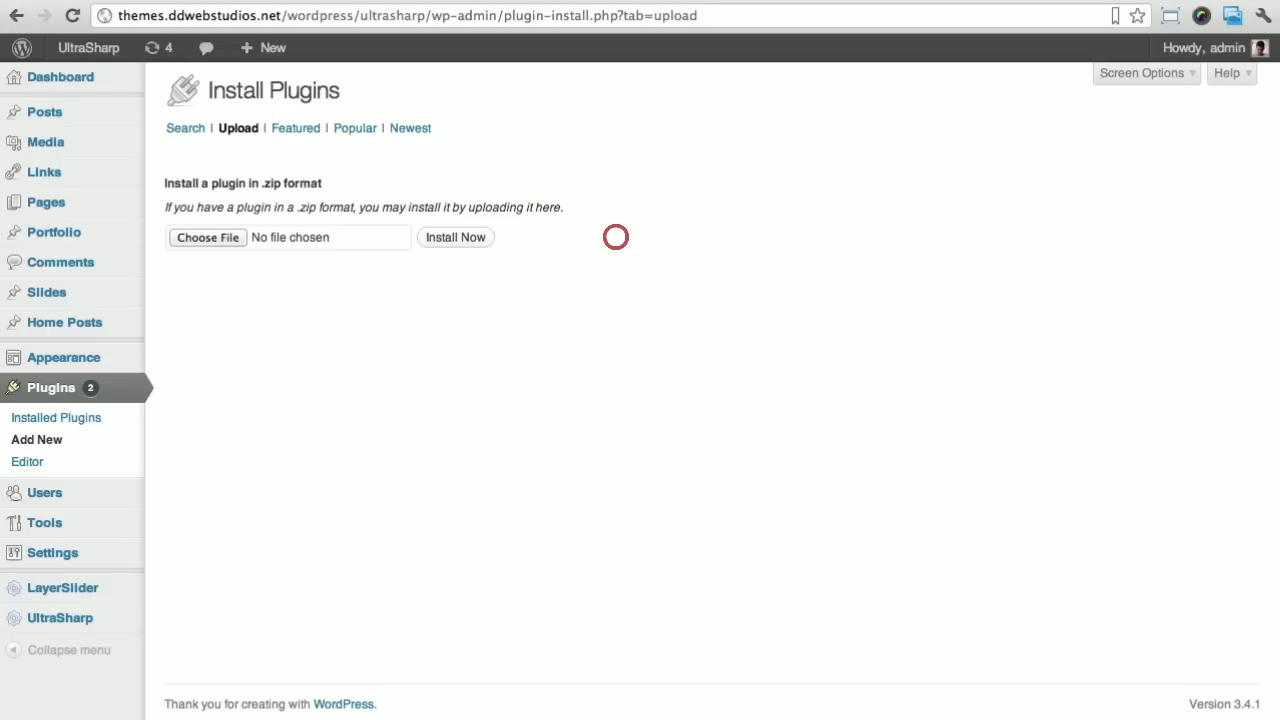 themes.ddwebstudios.net/wordpress/ultrasharp/wp-admin/plugin-install.php?tab=upload
UltraSharp 4 + New Howdy, admin
Screen Options Help
Dashboard
Posts
Media
Links
Pages
Portfolio
Comments
Slides
Home Posts
Appearance
Plugins 2
Installed Plugins
Add New
Editor
Users
Tools
Settings
LayerSlider
UltraSharp
Collapse menu
Install Plugins
Search | Upload | Featured | Popular | Newest
Install a plugin in .zip format
If you have a plugin in a .zip format, you may install it by uploading it here.
Choose File No file chosen Install Now
Thank you for creating with WordPress. Version 3.4.1